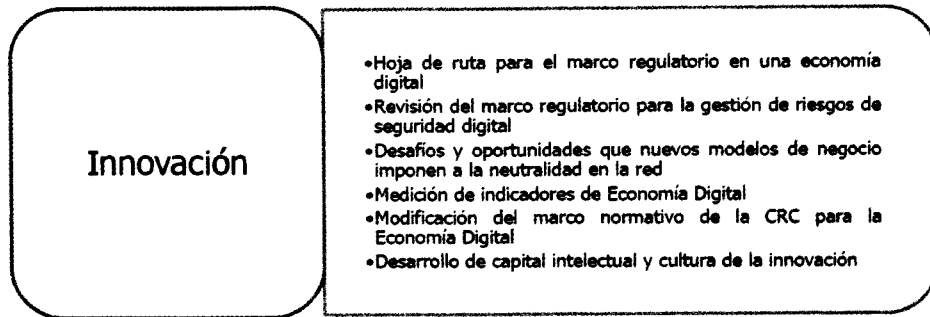 Innovación
•Hoja de ruta para el marco regulatorio en una economía
digital
•Revisión del marco regulatorio para la gestión de riesgos de
seguridad digital
•Desafíos y oportunidades que nuevos modelos de negocio
imponen a la neutralidad en la red
•Medición de indicadores de Economía Digital
•Modificación del marco normativo de la CRC para la
Economía Digital
•Desarrollo de capital intelectual y cultura de la innovación